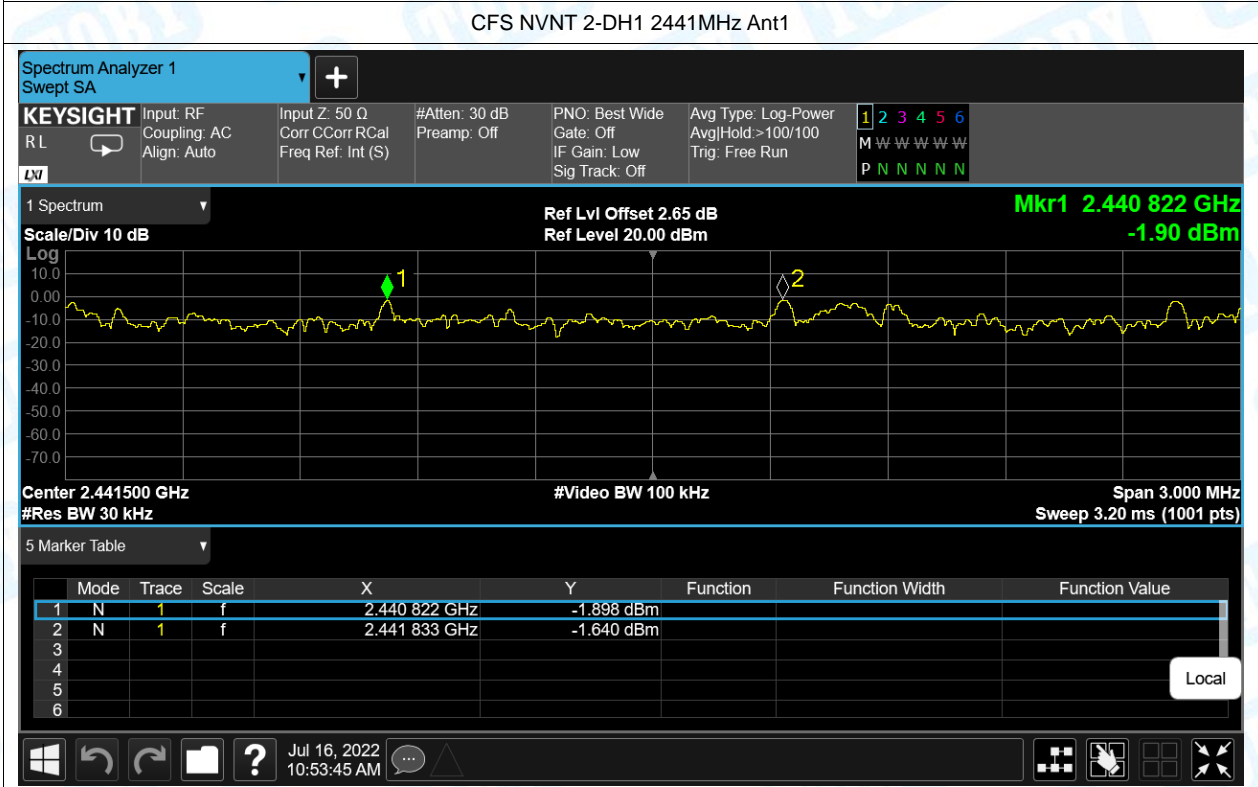 CFS NVNT 2-DH1 2441MHz Ant1
Spectrum Analyzer 1
Swept SA
+
KEYSIGHT Input: RF Input Z: 50 Ω #Atten: 30 dB PNO: Best Wide Avg Type: Log-Power 1 2 3 4 5 6
RL Coupling: AC Corr CCorr RCal Preamp: Off Gate: Off Avg|Hold:>100/100 M W W W W W
Align: Auto Freq Ref: Int (S) IF Gain: Low Trig: Free Run P N N N N N
LXI Sig Track: Off
1 Spectrum Ref Lvl Offset 2.65 dB Mkr1 2.440 822 GHz
Scale/Div 10 dB Ref Level 20.00 dBm -1.90 dBm
Log
10.0 1 2
0.00
-10.0
-20.0
-30.0
-40.0
-50.0
-60.0
-70.0
Center 2.441500 GHz #Video BW 100 kHz Span 3.000 MHz
#Res BW 30 kHz Sweep 3.20 ms (1001 pts)
5 Marker Table
Mode Trace Scale X Y Function Function Width Function Value
1 N 1 f 2.440 822 GHz -1.898 dBm
2 N 1 f 2.441 833 GHz -1.640 dBm
3
4
5
6
Local
? Jul 16, 2022
10:53:45 AM